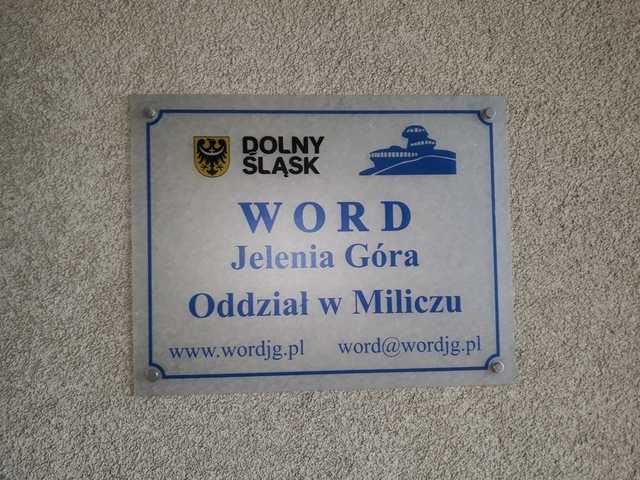 DOLNY
ŚLĄSK
WORD
Jelenia Góra
Oddział w Miliczu
www.wordjg.pl word@wordjg.pl